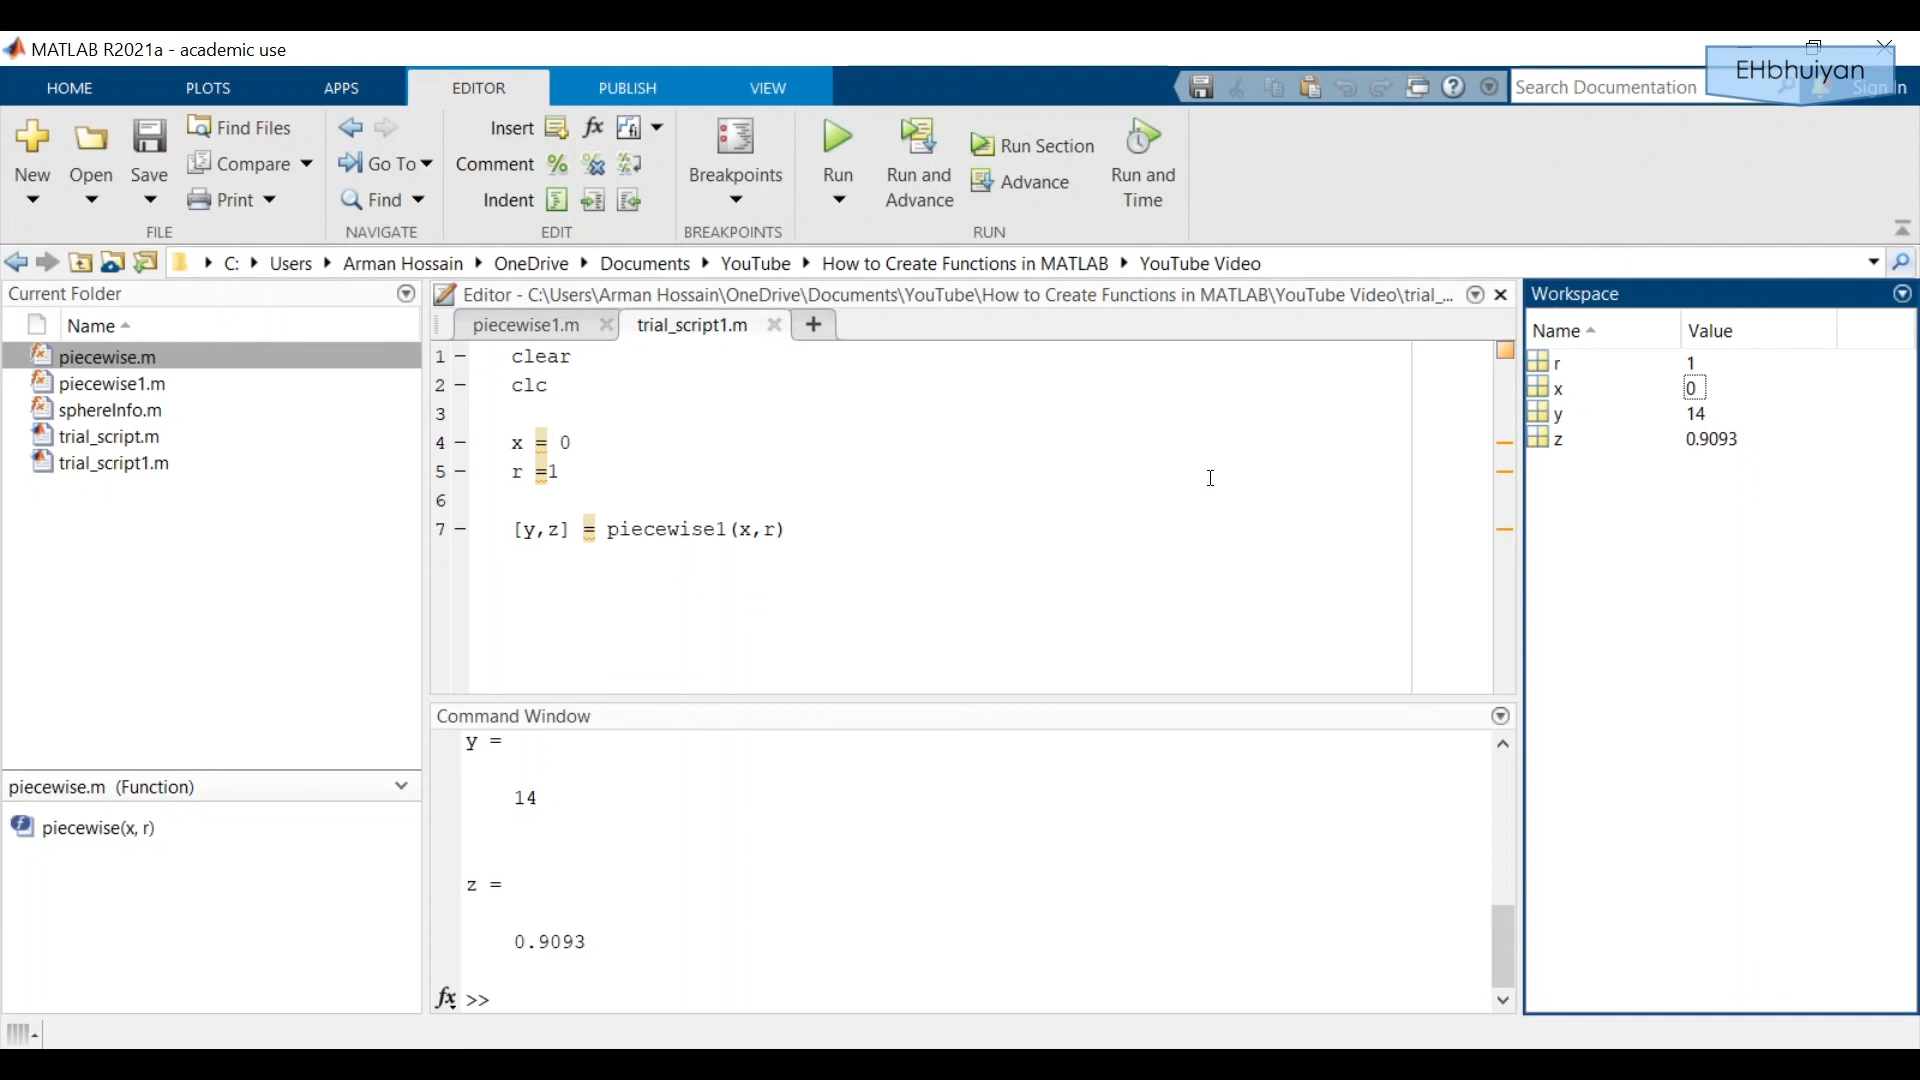 MATLAB R2021a - academic use
EHbhuiyan
HOME PLOTS APPS EDITOR PUBLISH VIEW
Search Documentation
New
Open
Save
Find Files
Compare
Print
FILE
Go To
Find
NAVIGATE
Insert
Comment
Indent
EDIT
Breakpoints
BREAKPOINTS
Run
Run and
Advance
Run Section
Advance
Run and
Time
RUN
C: Users Arman Hossain OneDrive Documents YouTube How to Create Functions in MATLAB YouTube Video
Current Folder
Name
piecewise.m
piecewise1.m
sphereInfo.m
trial_script.m
trial_script1.m
piecewise.m (Function)
piecewise(x, r)
Editor - C:\Users\Arman Hossain\OneDrive\Documents\YouTube\How to Create Functions in MATLAB\YouTube Video\trial_...
piecewise1.m trial_script1.m +
1 - clear
2 - clc
3
4 - x = 0
5 - r =1
6
7 - [y,z] = piecewise1(x,r)
Command Window
y =
14
z =
0.9093
fx >>
Workspace
Name Value
r 1
x 0
y 14
z 0.9093